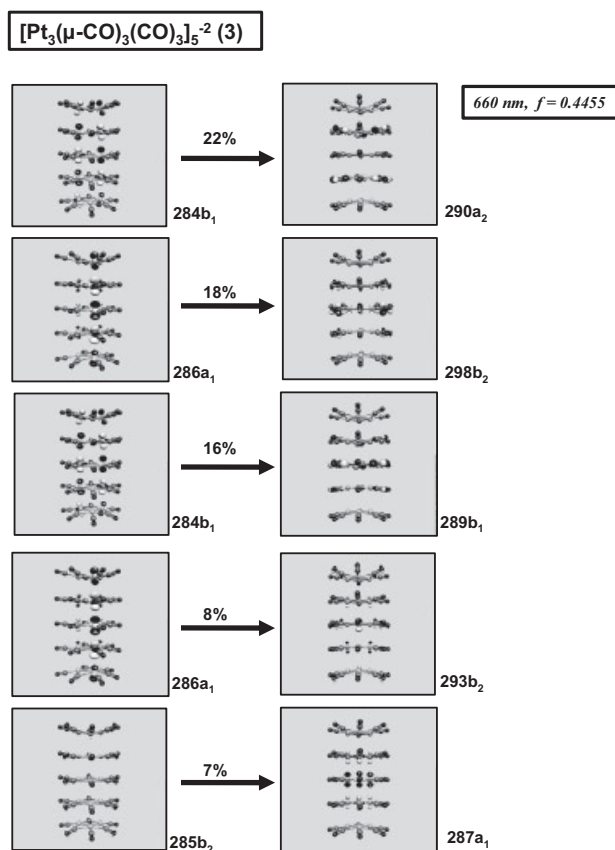 [Pt₃(μ-CO)₃(CO)₃]₅⁻² (3)
660 nm, f = 0.4455
22%
284b₁
290a₂
18%
286a₁
298b₂
16%
284b₁
289b₁
8%
286a₁
293b₂
7%
285b₂
287a₁